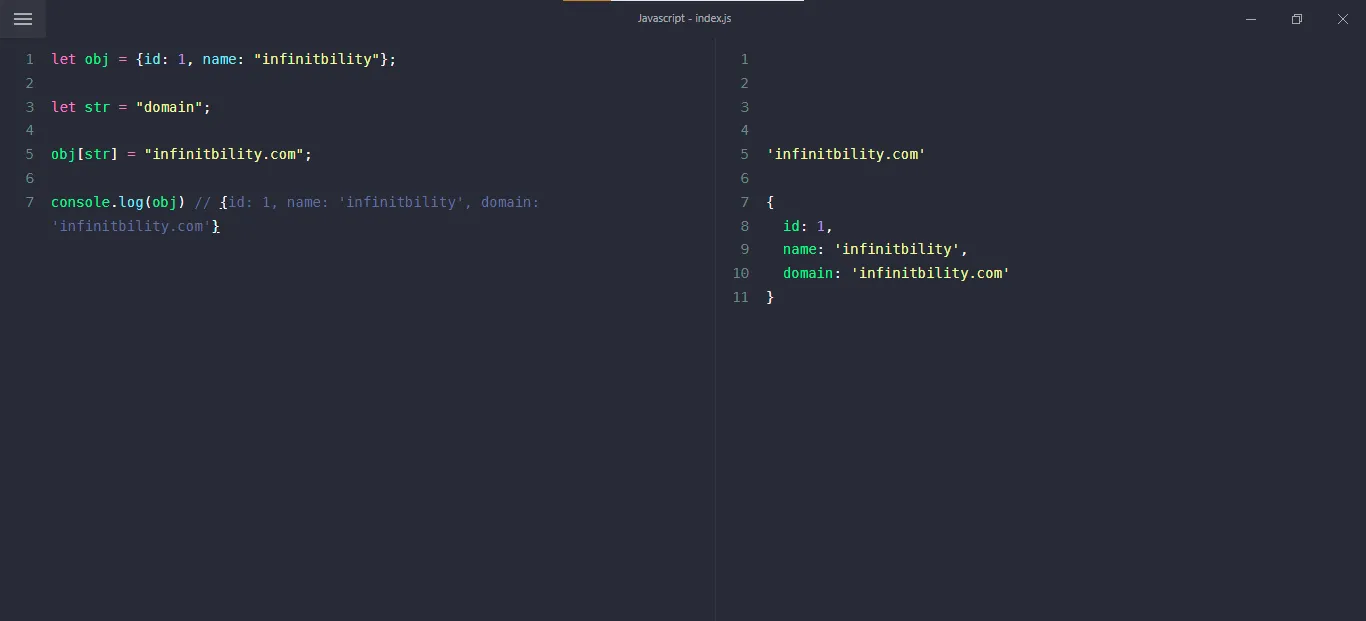 Javascript - index.js
1 let obj = {id: 1, name: "infinitbility"};
2
3 let str = "domain";
4
5 obj[str] = "infinitbility.com";
6
7 console.log(obj) // {id: 1, name: 'infinitbility', domain:
'infinitbility.com'}
1
2
3
4
5 'infinitbility.com'
6
7 {
8 id: 1,
9 name: 'infinitbility',
10 domain: 'infinitbility.com'
11 }